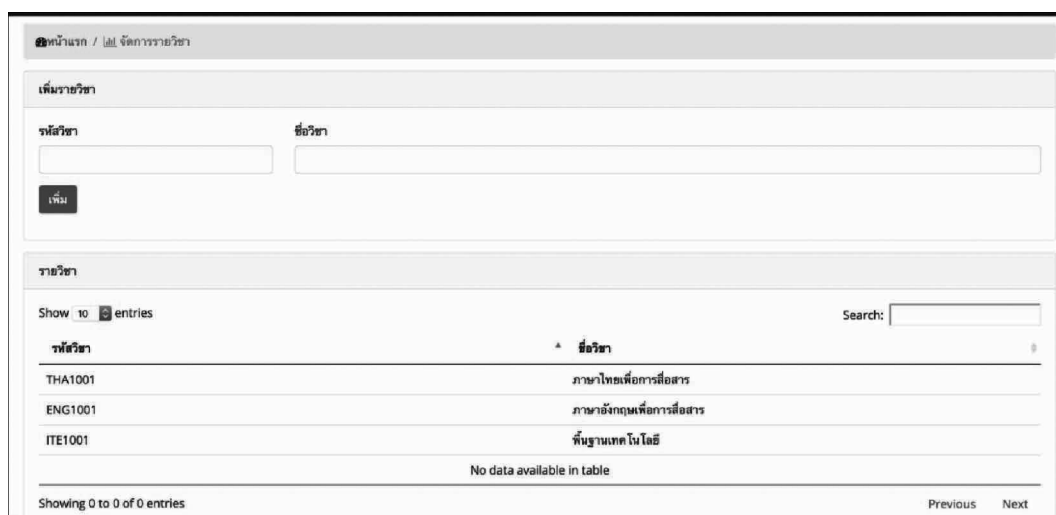 หน้าแรก / จัดการรายวิชา
เพิ่มรายวิชา
รหัสวิชา ชื่อวิชา
เพิ่ม
รายวิชา
Show 10 entries Search:
รหัสวิชา ชื่อวิชา
THA1001 ภาษาไทยเพื่อการสื่อสาร
ENG1001 ภาษาอังกฤษเพื่อการสื่อสาร
ITE1001 พื้นฐานเทคโนโลยี
No data available in table
Showing 0 to 0 of 0 entries Previous Next